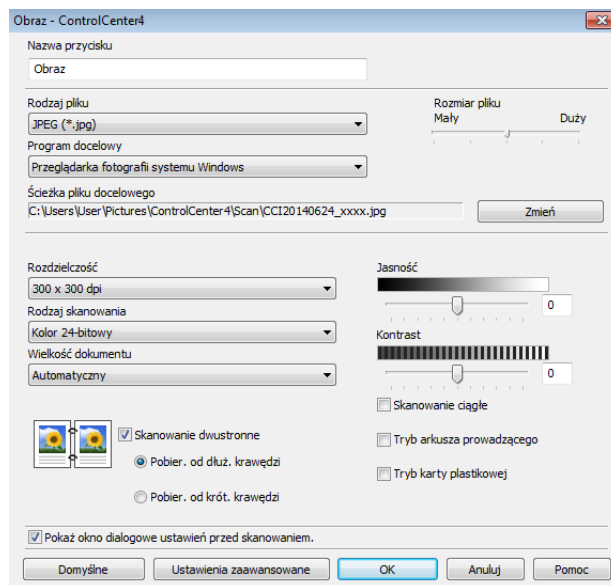 Obraz - ControlCenter4
Nazwa przycisku
Obraz
Rodzaj pliku
JPEG (*.jpg)
Rozmiar pliku
Mały Duży
Program docelowy
Przeglądarka fotografii systemu Windows
Ścieżka pliku docelowego
C:\Users\User\Pictures\ControlCenter4\Scan\CCI20140624_xxxx.jpg
Zmień
Rozdzielczość
300 x 300 dpi
Rodzaj skanowania
Kolor 24-bitowy
Wielkość dokumentu
Automatyczny
Jasność
0
Kontrast
0
Skanowanie ciągłe
Tryb arkusza prowadzącego
Tryb karty plastikowej
Skanowanie dwustronne
Pobier. od dłuż. krawędzi
Pobier. od krót. krawędzi
Pokaż okno dialogowe ustawień przed skanowaniem.
Domyślne Ustawienia zaawansowane OK Anuluj Pomoc